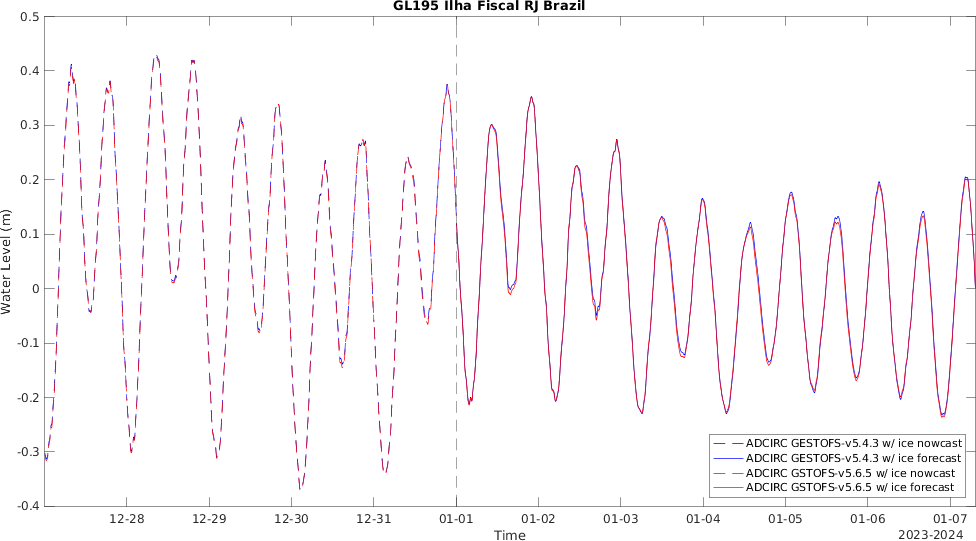 GL195 Ilha Fiscal RJ Brazil
0.5
0.4
0.3
0.2
0.1
0
-0.1
-0.2
-0.3
-0.4
Water Level (m)
12-28 12-29 12-30 12-31 01-01 01-02 01-03 01-04 01-05 01-06 01-07
Time
2023-2024
ADCIRC GESTOFS-v5.4.3 w/ ice nowcast
ADCIRC GESTOFS-v5.4.3 w/ ice forecast
ADCIRC GSTOFS-v5.6.5 w/ ice nowcast
ADCIRC GSTOFS-v5.6.5 w/ ice forecast